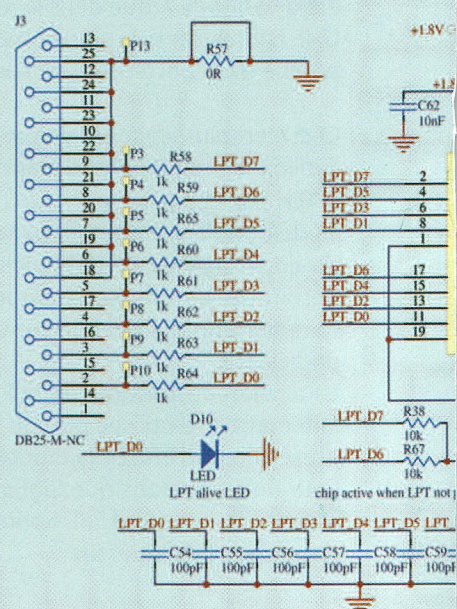 J3
13
25
12
24
11
23
10
22
9
21
8
20
7
19
6
18
5
17
4
16
3
15
2
14
1
DB25-M-NC
P13
R57
0R
P3
R58
LPT_D7
1k
P4
R59
LPT_D6
1k
P5
R65
LPT_D5
1k
P6
R60
LPT_D4
1k
P7
R61
LPT_D3
1k
P8
R62
LPT_D2
1k
P9
R63
LPT_D1
1k
P10
R64
LPT_D0
1k
+1.8V
+1.8
C62
10nF
LPT_D7 2
LPT_D5 4
LPT_D3 6
LPT_D1 8
1
LPT_D6 17
LPT_D4 15
LPT_D2 13
LPT_D0 11
19
LPT_D0
D10
LED
LPT alive LED
LPT_D7
R38
10k
LPT_D6
R67
10k
chip active when LPT not
LPT_D0 LPT_D1 LPT_D2 LPT_D3 LPT_D4 LPT_D5 LPT_
C54 C55 C56 C57 C58 C59
100pF 100pF 100pF 100pF 100pF 100pF